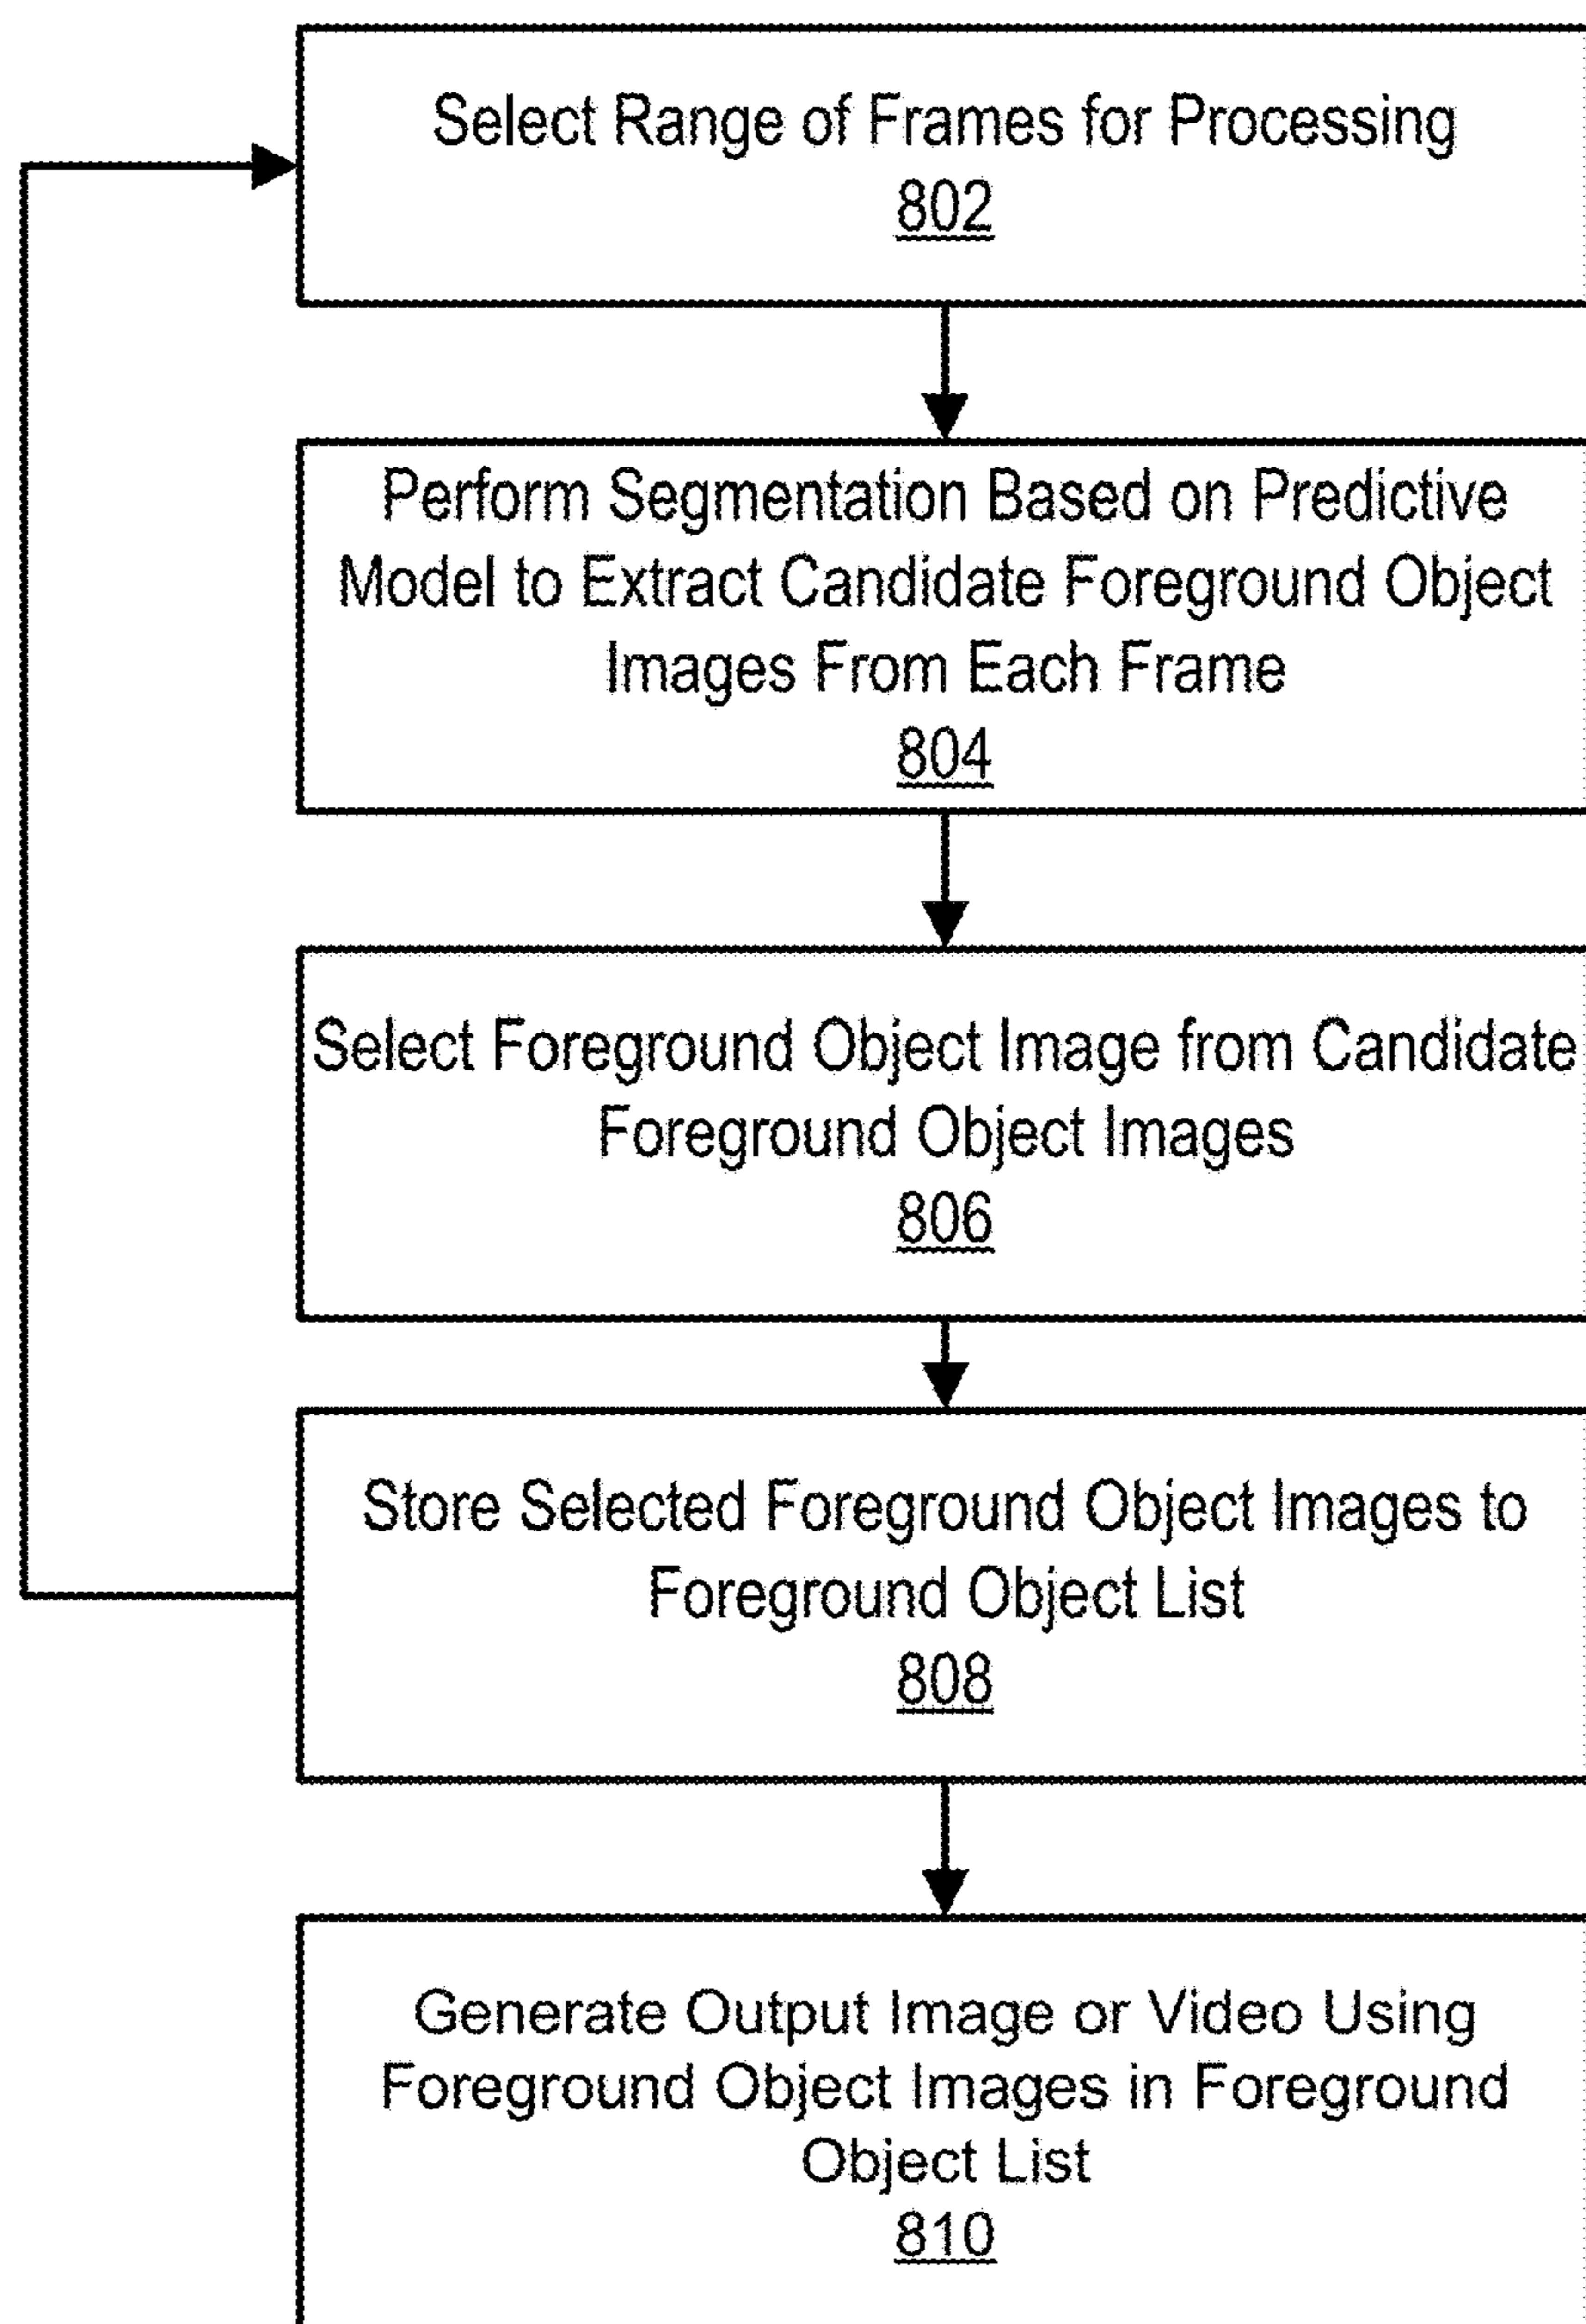 Select Range of Frames for Processing
802
Perform Segmentation Based on Predictive
Model to Extract Candidate Foreground Object
Images From Each Frame
804
Select Foreground Object Image from Candidate
Foreground Object Images
806
Store Selected Foreground Object Images to
Foreground Object List
808
Generate Output Image or Video Using
Foreground Object Images in Foreground
Object List
810